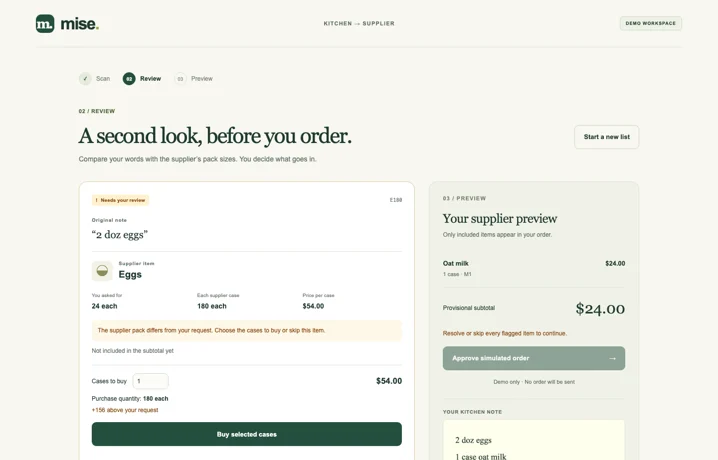 m. mise.
KITCHEN → SUPPLIER
DEMO WORKSPACE
✓ Scan
02 Review
03 Preview
02 / REVIEW
A second look, before you order.
Compare your words with the supplier's pack sizes. You decide what goes in.
Start a new list
! Needs your review
E180
Original note
“2 doz eggs”
Supplier item
Eggs
You asked for
24 each
Each supplier case
180 each
Price per case
$54.00
The supplier pack differs from your request. Choose the cases to buy or skip this item.
Not included in the subtotal yet
Cases to buy 1 $54.00
Purchase quantity: 180 each
+156 above your request
Buy selected cases
03 / PREVIEW
Your supplier preview
Only included items appear in your order.
Oat milk $24.00
1 case · M1
Provisional subtotal $24.00
Resolve or skip every flagged item to continue.
Approve simulated order →
Demo only · No order will be sent
YOUR KITCHEN NOTE
2 doz eggs
1 case oat milk